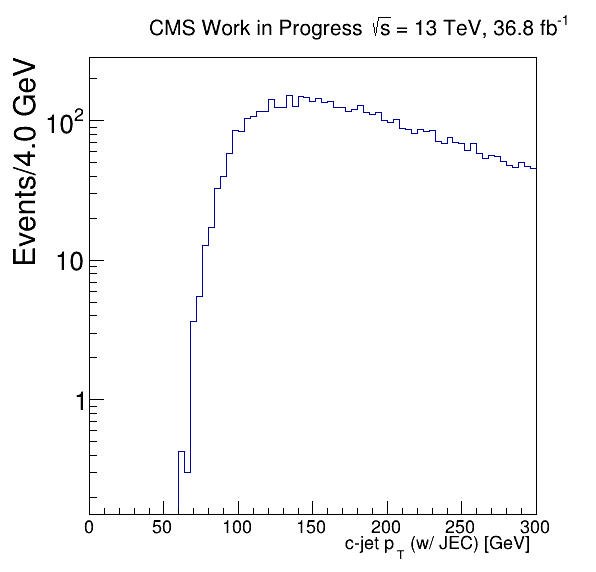 CMS Work in Progress √s = 13 TeV, 36.8 fb⁻¹
Events/4.0 GeV
10²
10
1
0 50 100 150 200 250 300
c-jet p_T (w/ JEC) [GeV]